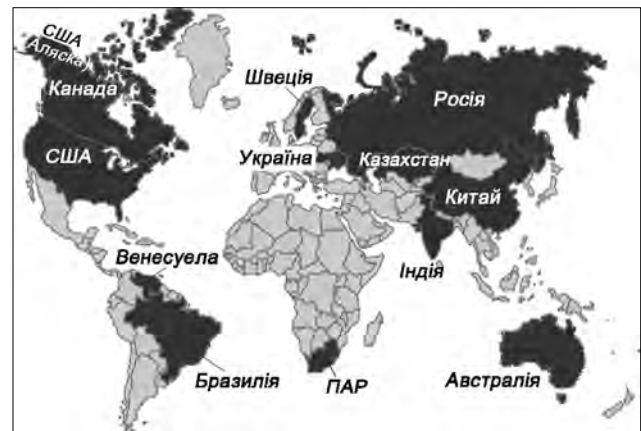 США
Аляска
Канада
США
Швеція
Україна
Росія
Казахстан
Китай
Індія
Венесуела
Бразилія
ПАР
Австралія